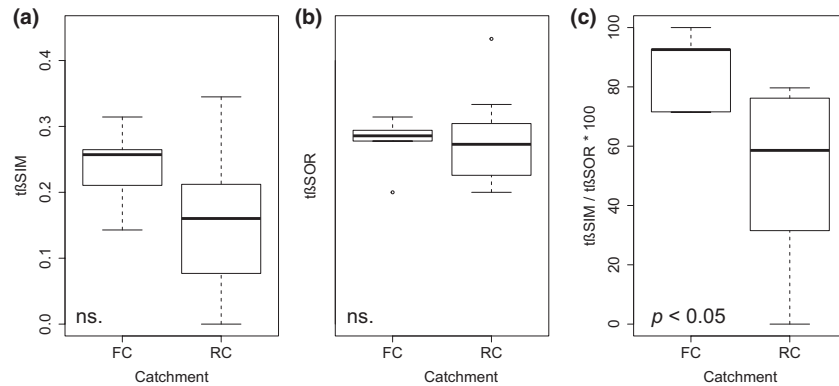 (a)
tßSIM
0.0
0.1
0.2
0.3
0.4
ns.
FC
RC
Catchment
(b)
tßSOR
ns.
FC
RC
Catchment
(c)
tßSIM / tßSOR * 100
0
20
40
60
80
100
p < 0.05
FC
RC
Catchment